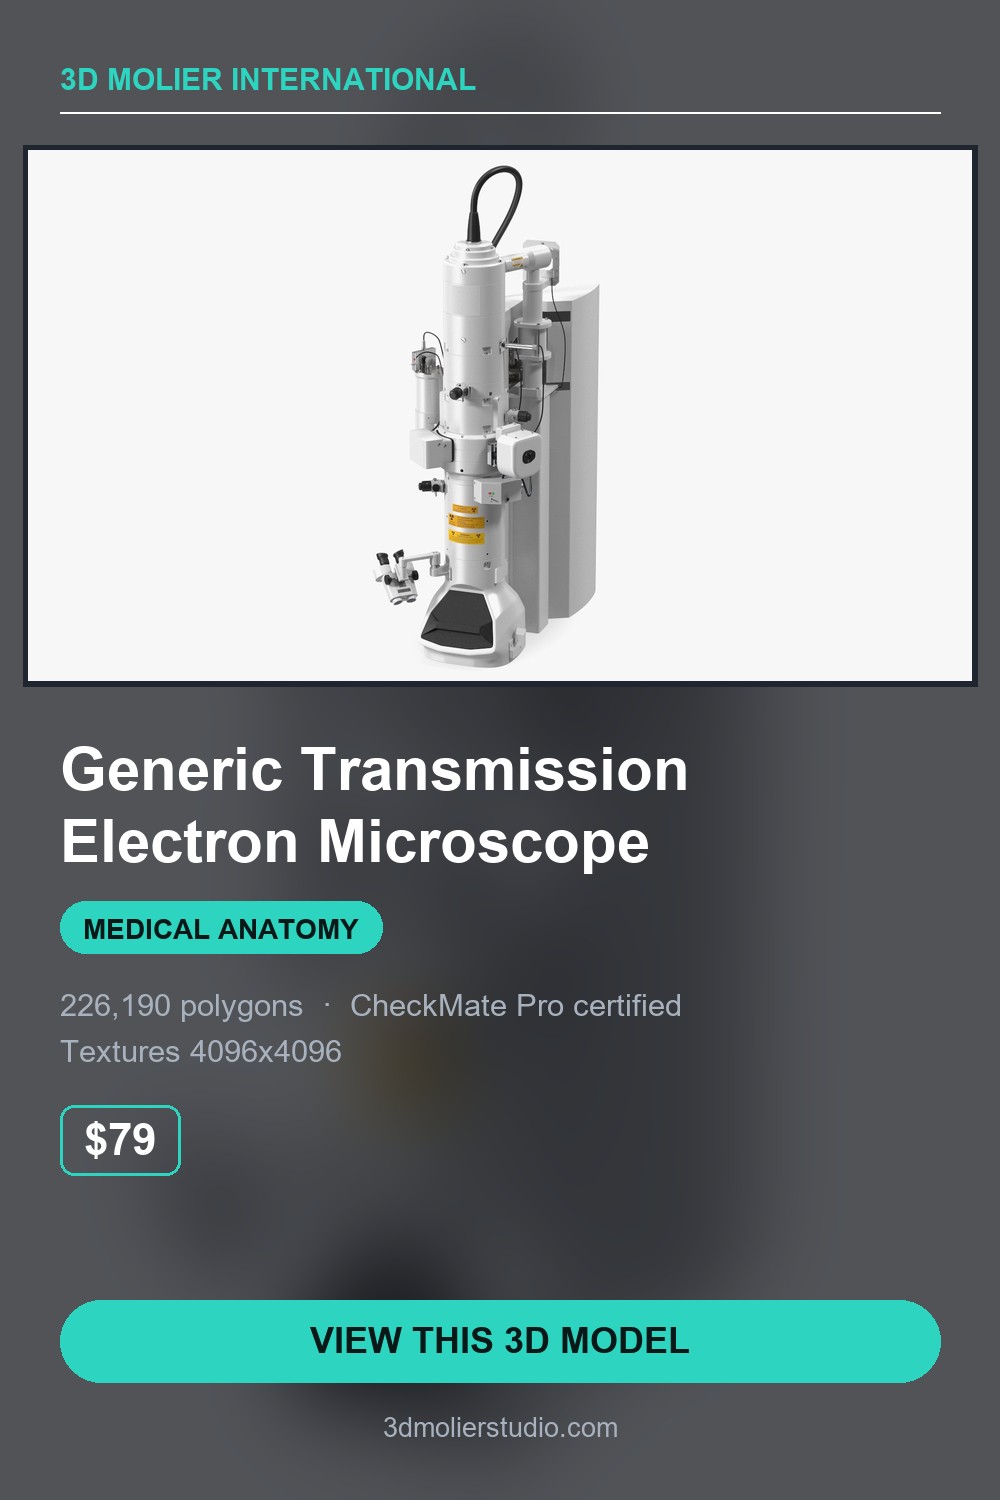 3D MOLIER INTERNATIONAL
Generic Transmission
Electron Microscope
MEDICAL ANATOMY
226,190 polygons · CheckMate Pro certified
Textures 4096x4096
$79
VIEW THIS 3D MODEL
3dmolierstudio.com